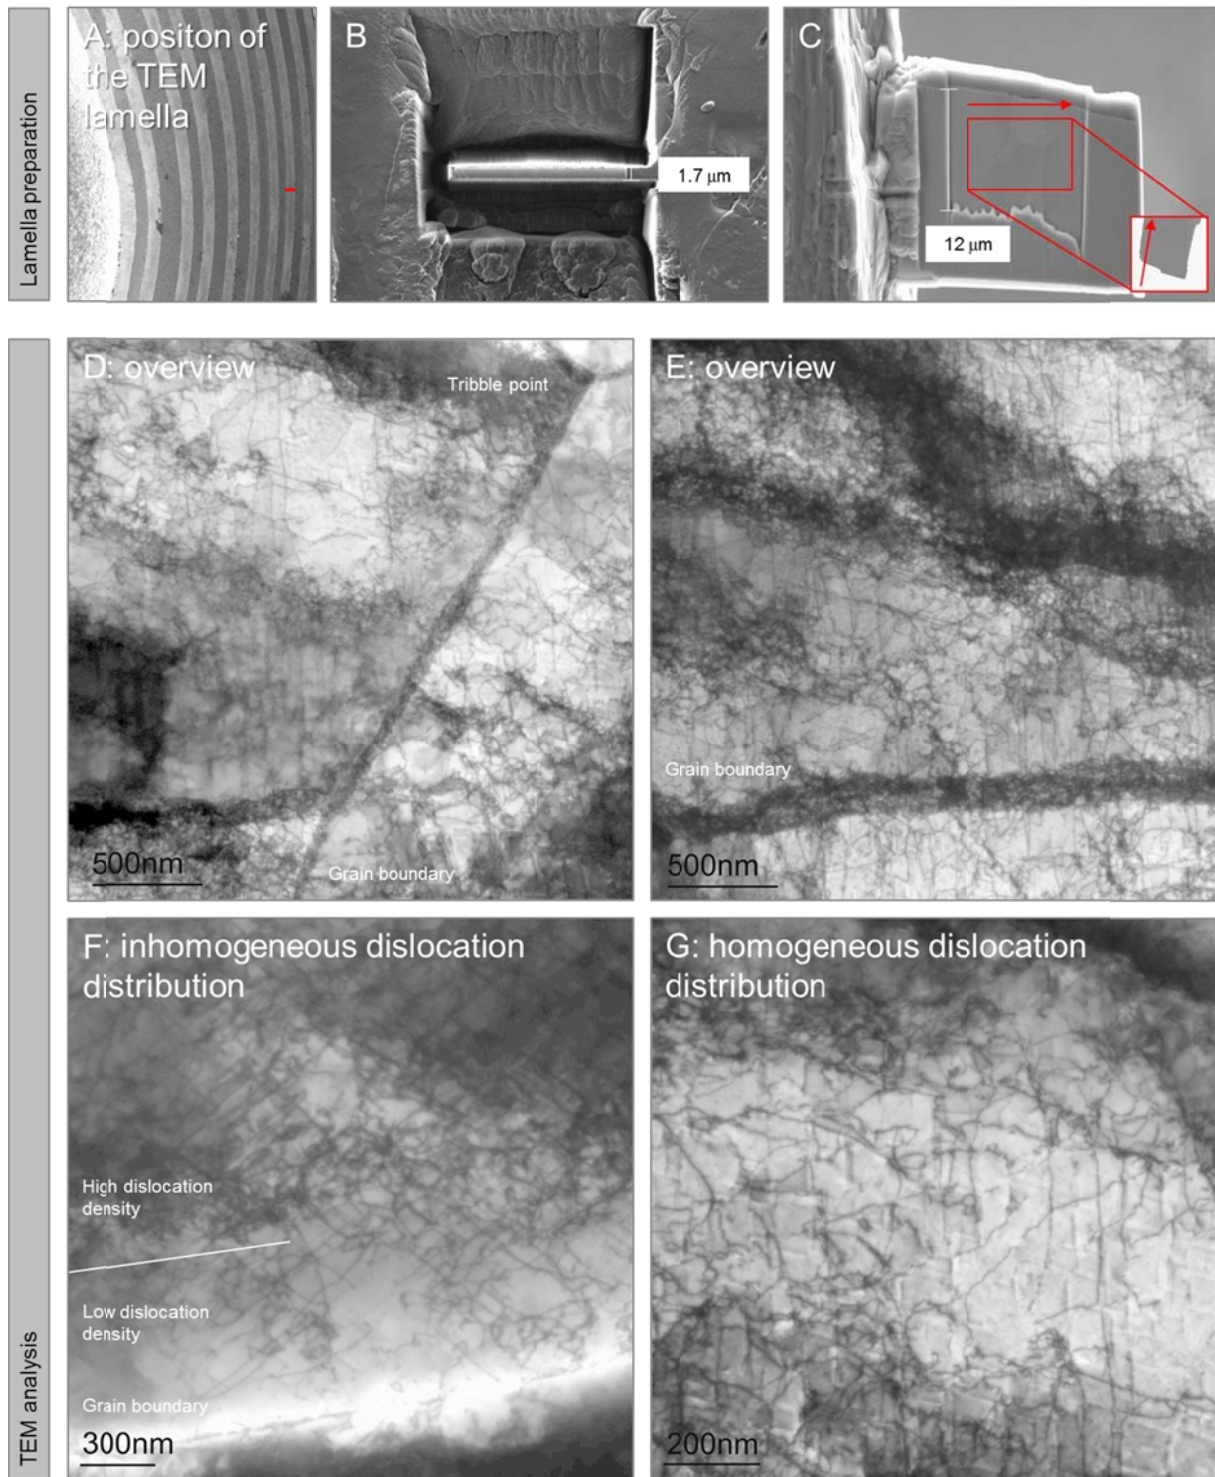 Lamella preparation
A: positon of
the TEM
lamella
B
1.7 μm
C
12 μm
TEM analysis
D: overview
Tribble point
Grain boundary
500nm
E: overview
Grain boundary
500nm
F: inhomogeneous dislocation
distribution
High dislocation
density
Low dislocation
density
Grain boundary
300nm
G: homogeneous dislocation
distribution
200nm